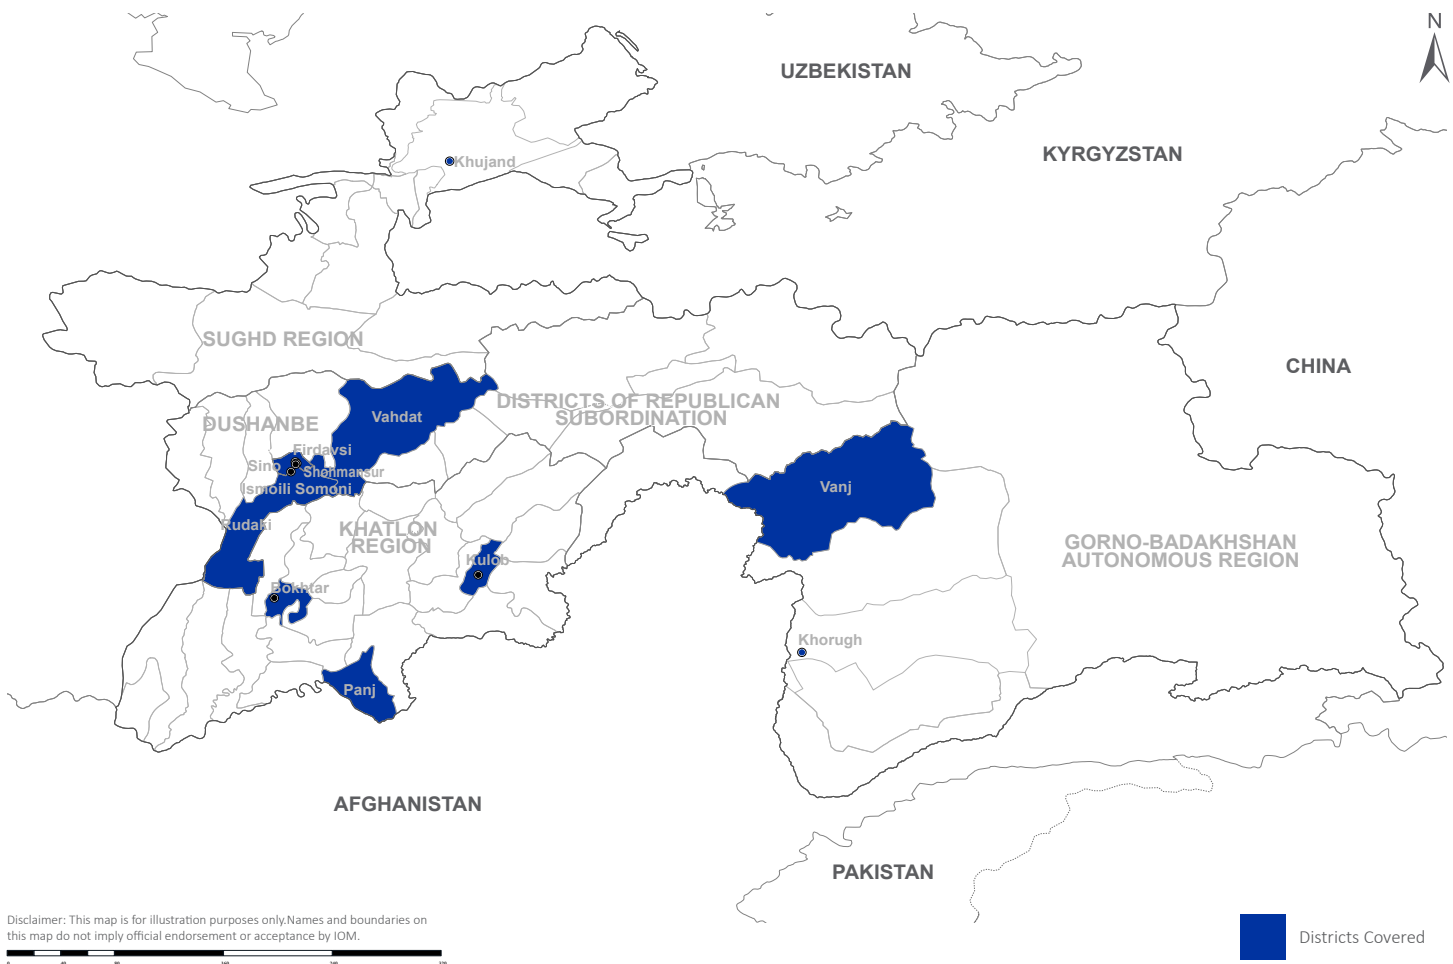 N
UZBEKISTAN
KYRGYZSTAN
Khujand
SUGHD REGION
CHINA
DISTRICTS OF REPUBLICAN
SUBORDINATION
Vahdat
DUSHANBE
Firdavsi
Sino
Shohmansur
Ismoili Somoni
Vanj
Rudaki
KHATLON
REGION
GORNO-BADAKHSHAN
AUTONOMOUS REGION
Kulob
Bokhtar
Khorugh
Panj
AFGHANISTAN
PAKISTAN
Disclaimer: This map is for illustration purposes only.Names and boundaries on
this map do not imply official endorsement or acceptance by IOM.
Districts Covered